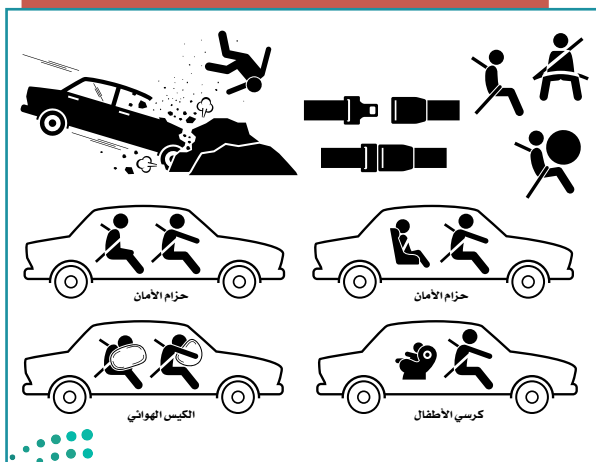 حزام الأمان
حزام الأمان
الكيس الهوائي
كرسي الأطفال